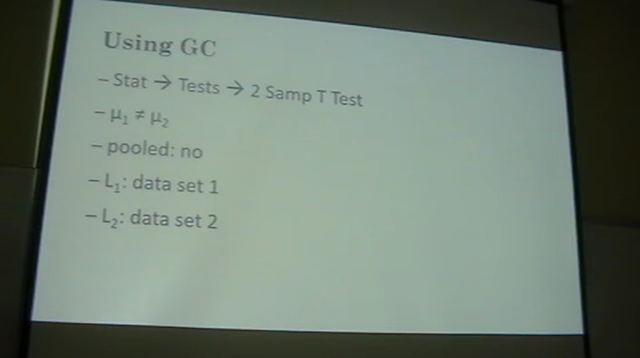 Using GC
– Stat → Tests → 2 Samp T Test
– μ₁ ≠ μ₂
– pooled: no
– L₁: data set 1
– L₂: data set 2